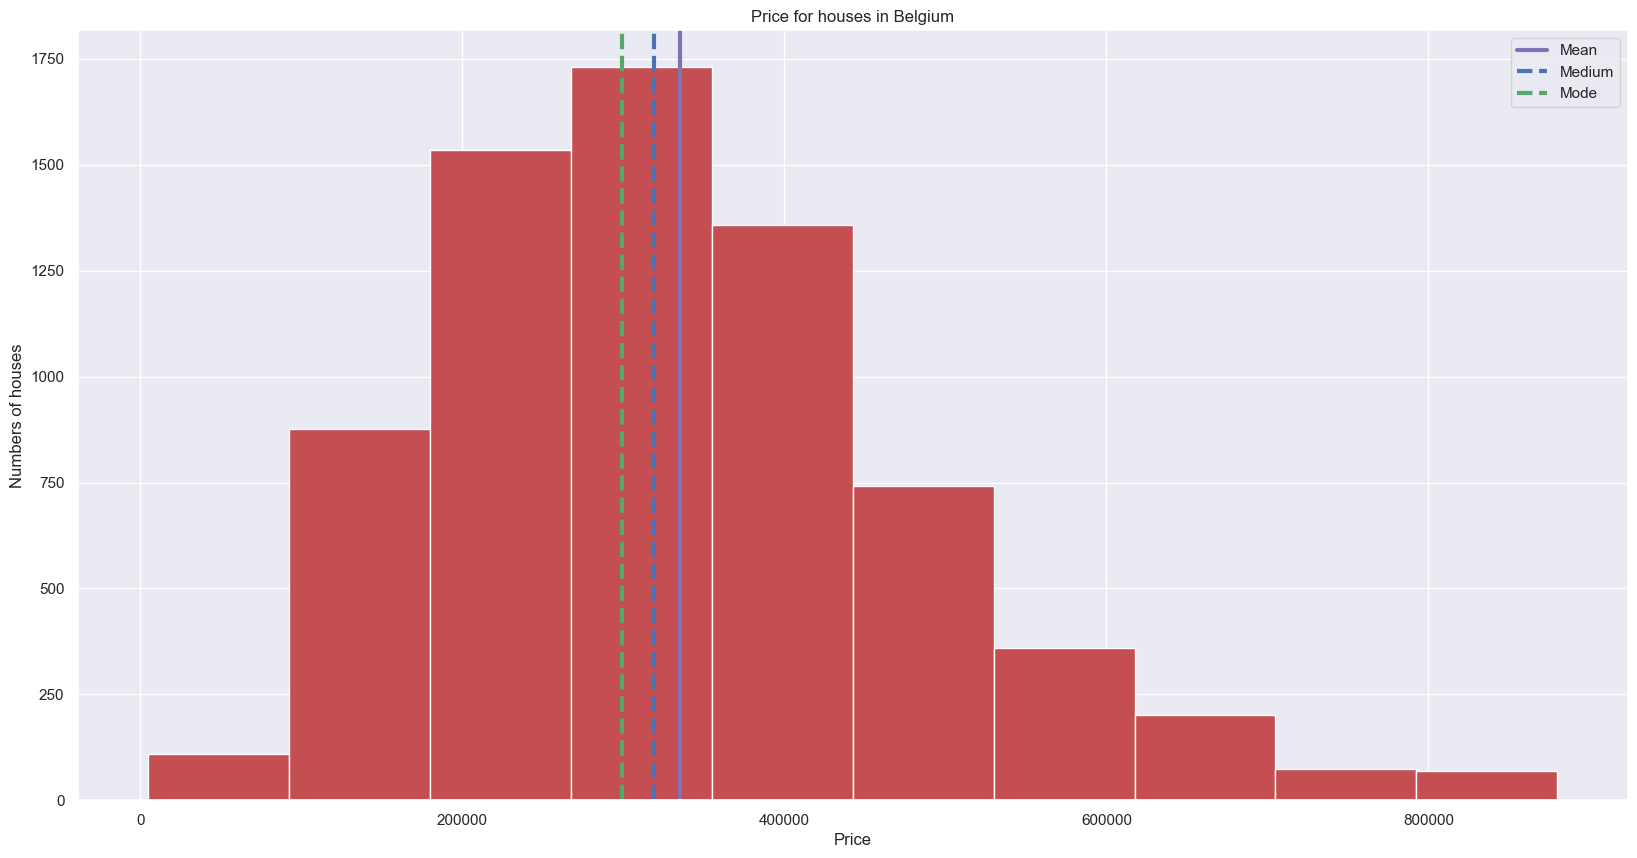 Price for houses in Belgium
Mean
Medium
Mode
1750
1500
1250
1000
750
500
250
0
Numbers of houses
0 200000 400000 600000 800000
Price